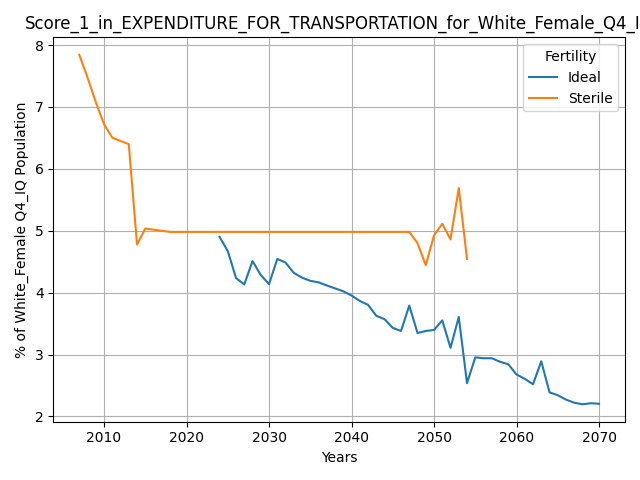 Score_1_in_EXPENDITURE_FOR_TRANSPORTATION_for_White_Female_Q4_I
8
7
6
5
4
3
2
% of White_Female Q4_IQ Population
Fertility
Ideal
Sterile
2010 2020 2030 2040 2050 2060 2070
Years